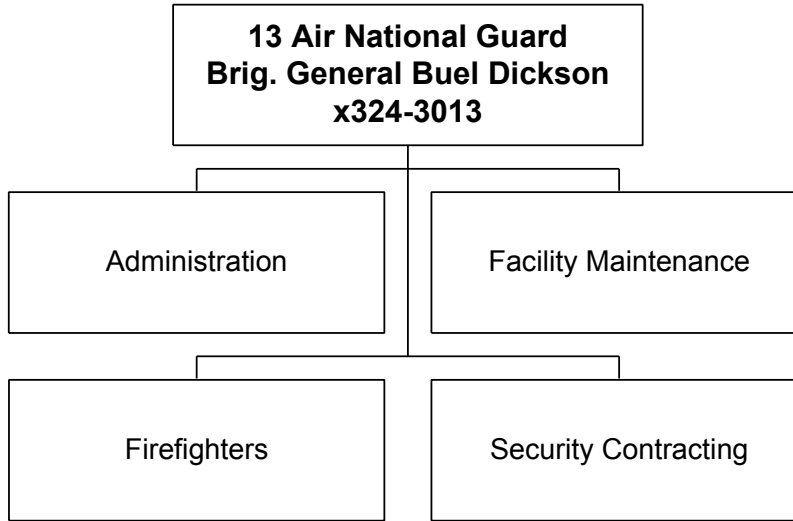 13 Air National Guard
Brig. General Buel Dickson
x324-3013
Administration
Facility Maintenance
Firefighters
Security Contracting